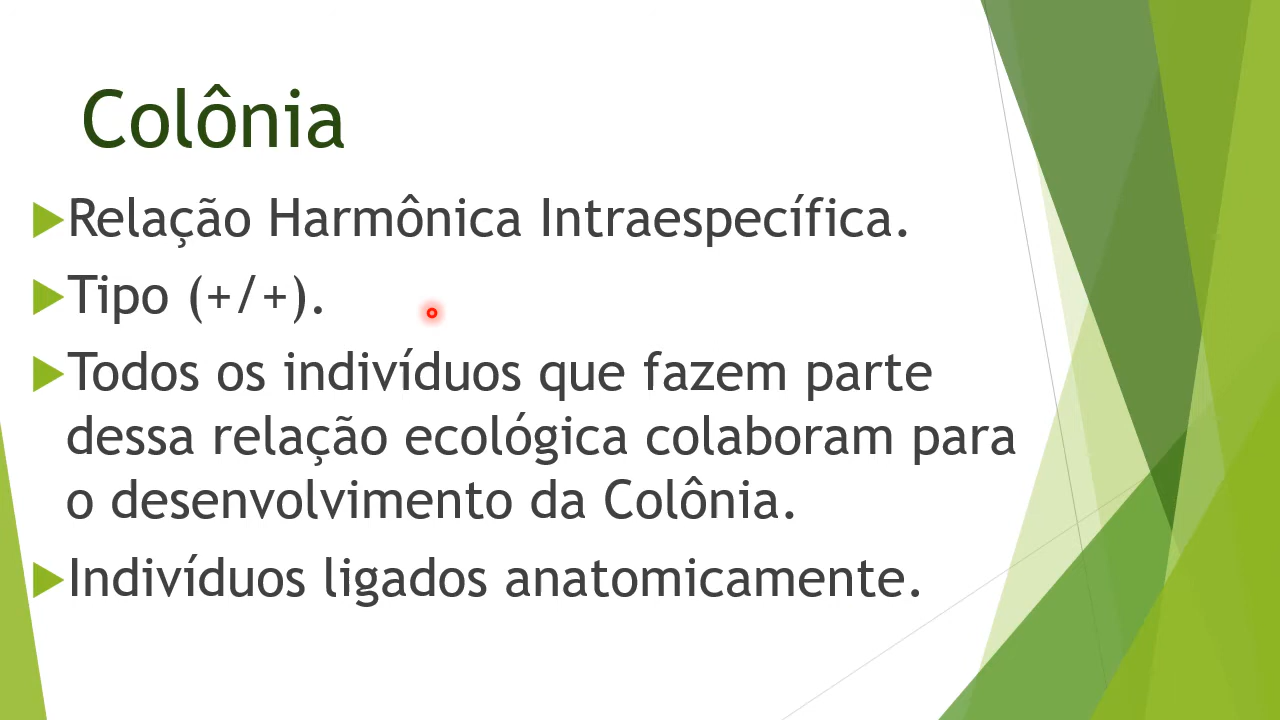 Colônia
Relação Harmônica Intraespecífica.
Tipo (+/+).
Todos os indivíduos que fazem parte
dessa relação ecológica colaboram para
o desenvolvimento da Colônia.
Indivíduos ligados anatomicamente.